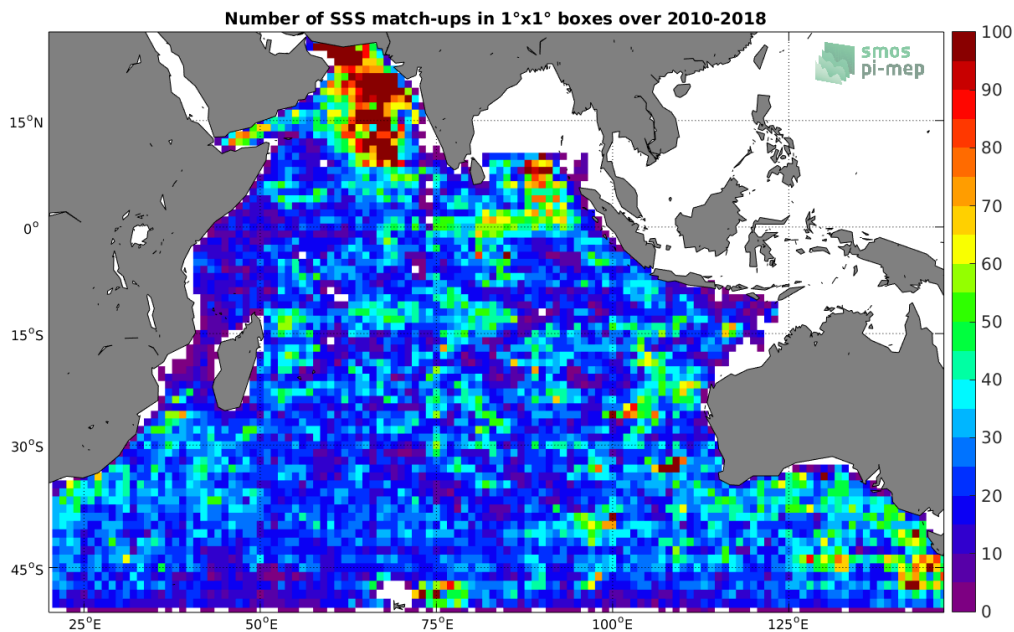 Number of SSS match-ups in 1°x1° boxes over 2010-2018
smos
pi-mep
100
90
80
70
60
50
40
30
20
10
0
15°N
0°
15°S
30°S
45°S
25°E
50°E
75°E
100°E
125°E